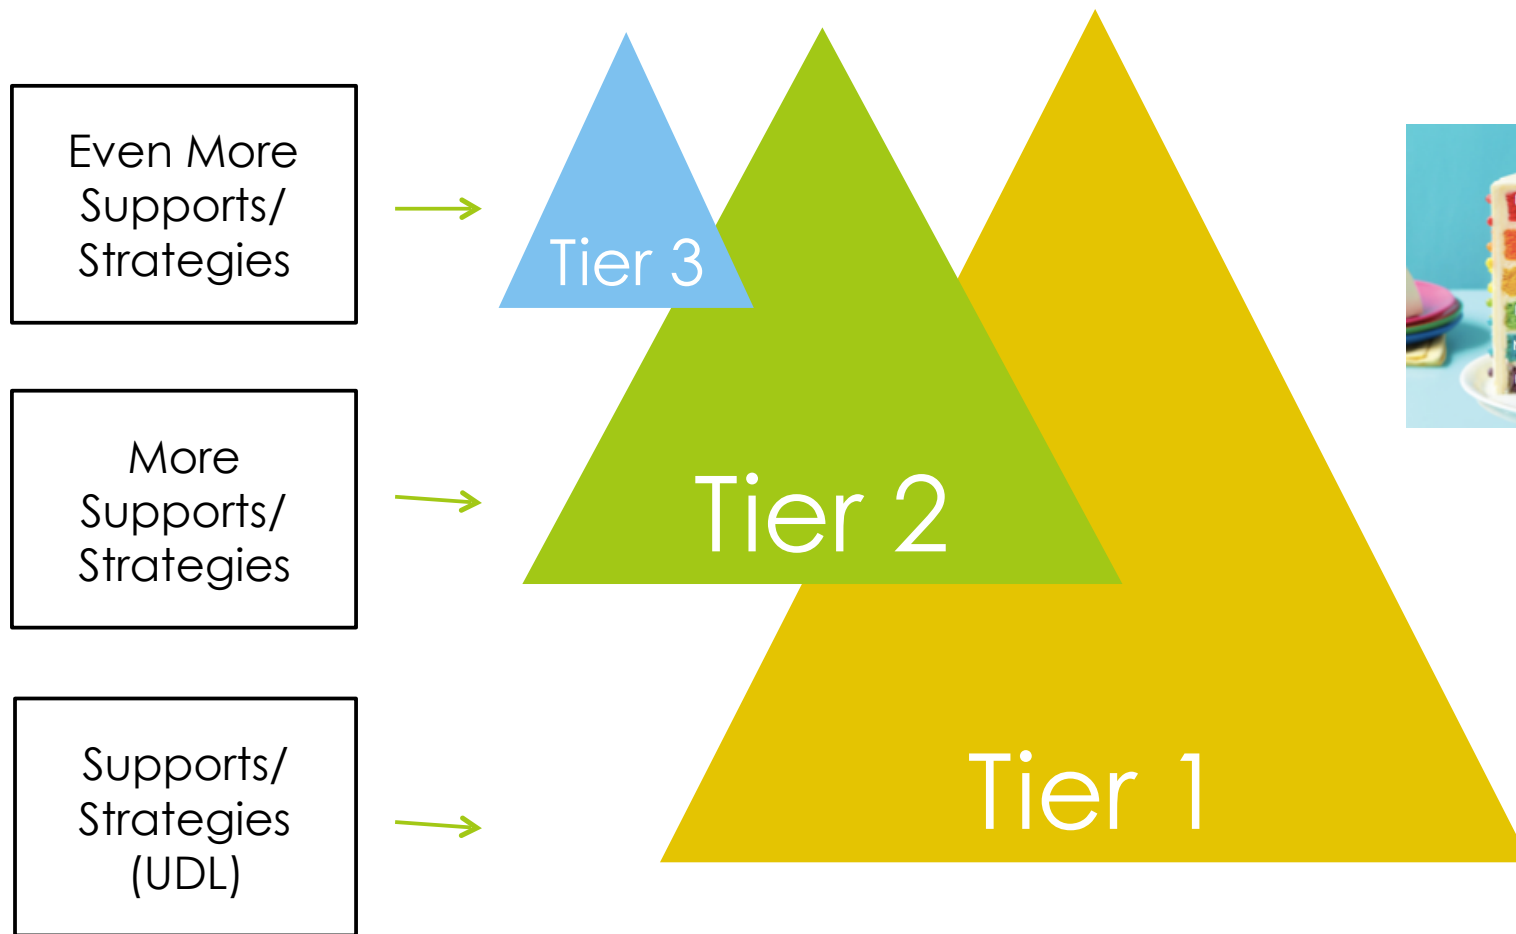 Even More
Supports/
Strategies
Tier 3
More
Supports/
Strategies
Tier 2
Supports/
Strategies
(UDL)
Tier 1